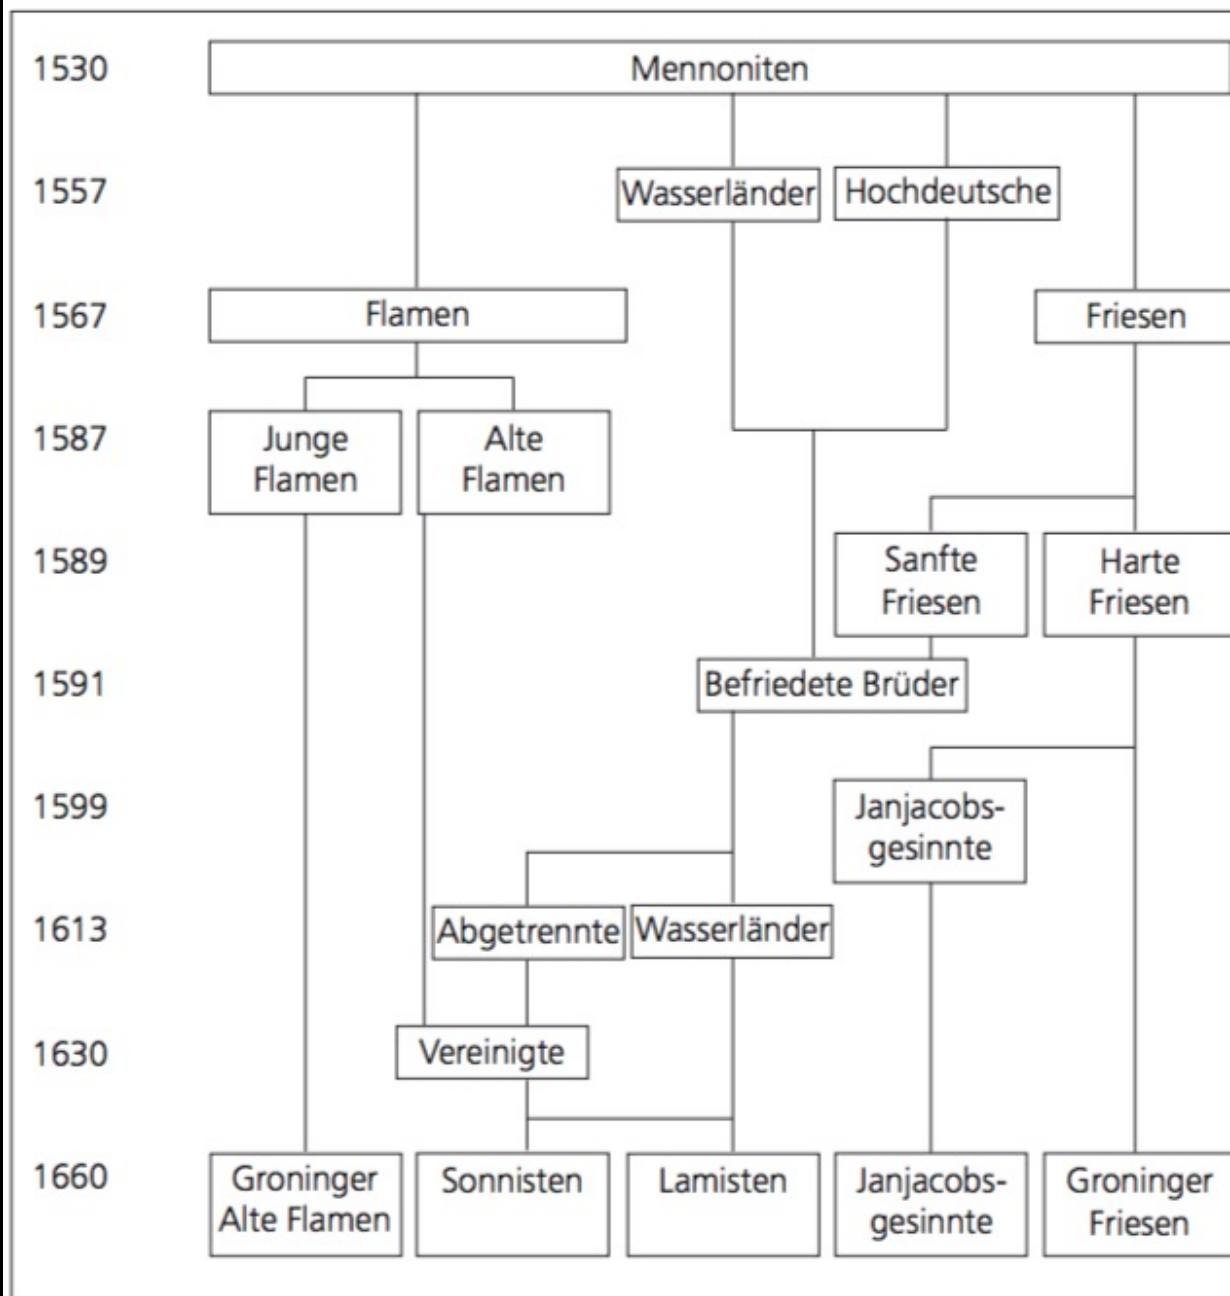 1530
Mennoniten
1557
Wasserländer
Hochdeutsche
1567
Flamen
Friesen
1587
Junge
Flamen
Alte
Flamen
1589
Sanfte
Friesen
Harte
Friesen
1591
Befriedete Brüder
1599
Janjacobs-
gesinnte
1613
Abgetrennte
Wasserländer
1630
Vereinigte
1660
Groninger
Alte Flamen
Sonnisten
Lamisten
Janjacobs-
gesinnte
Groninger
Friesen